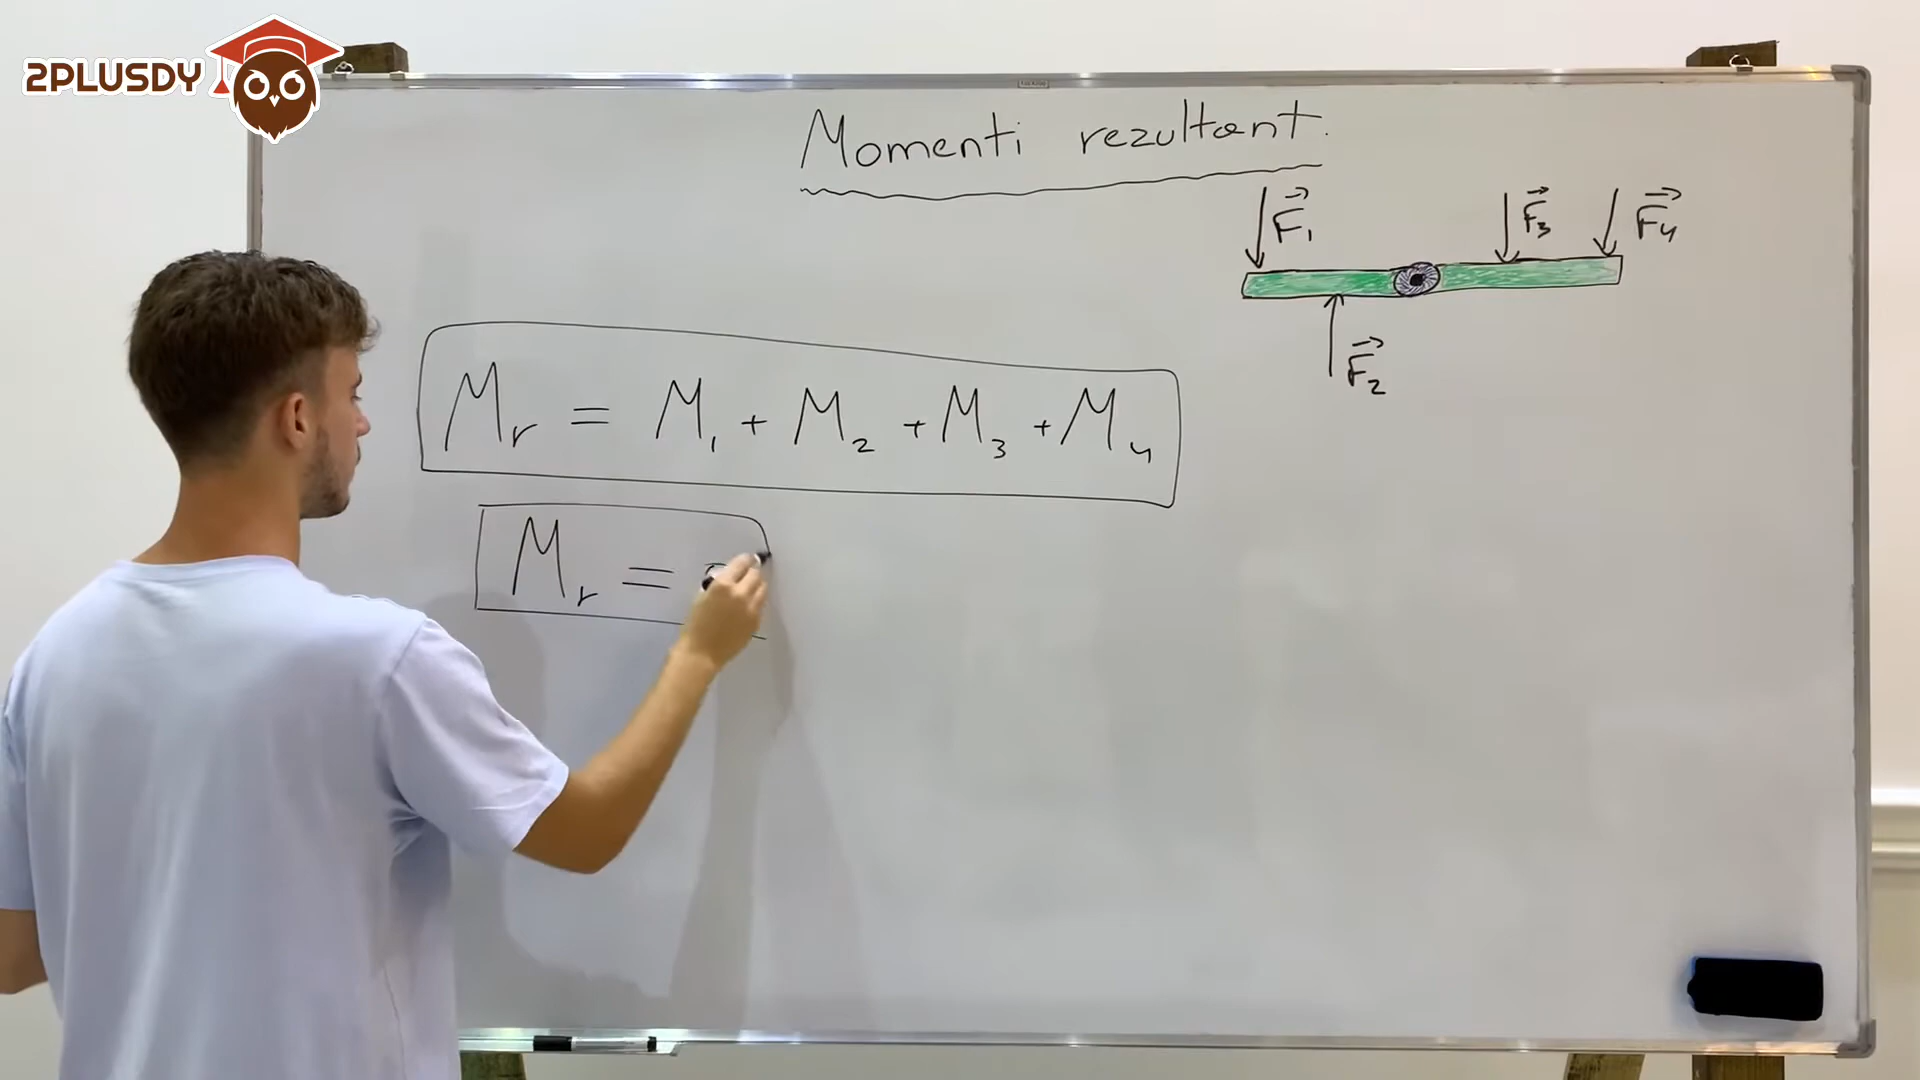 2PLUSDY
Momenti rezultant.
F₁
F₃
F₄
F₂
Mᵣ = M₁ + M₂ + M₃ + M₄
Mᵣ =